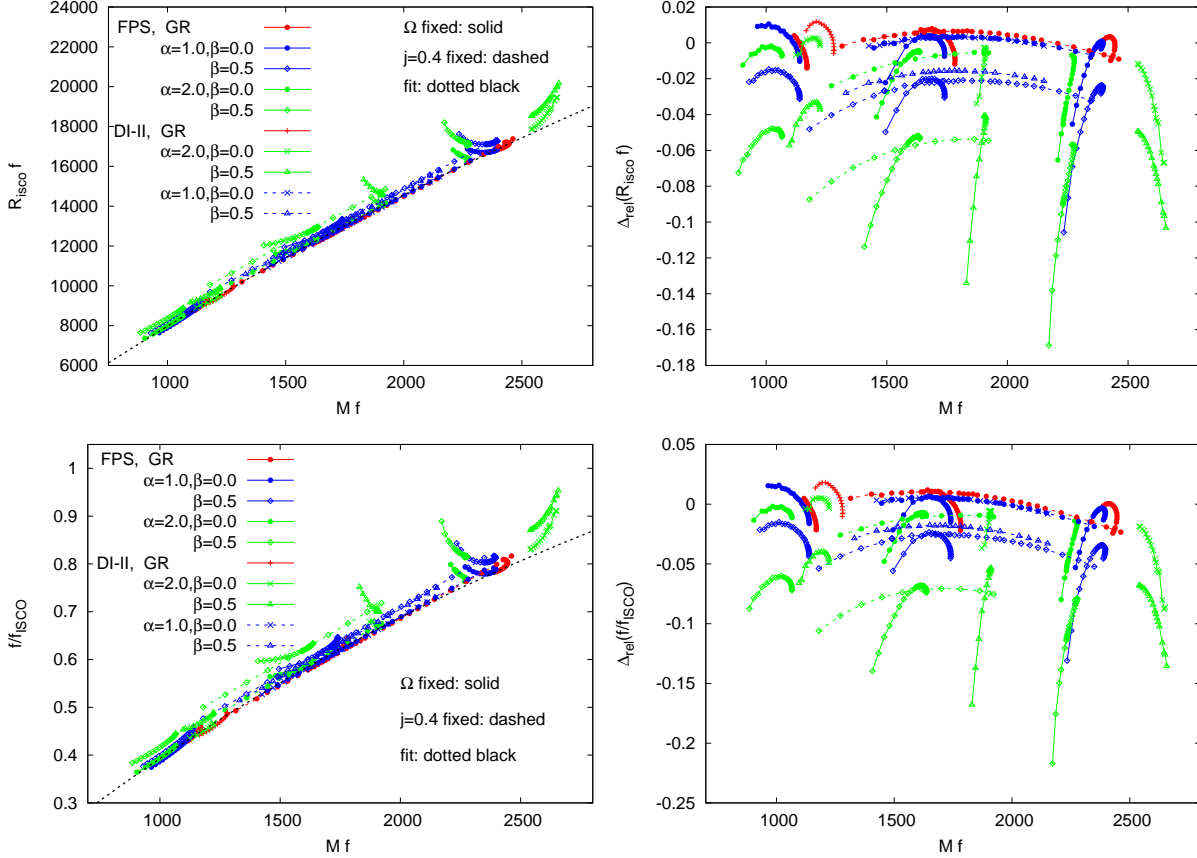 24000
22000
20000
18000
16000
14000
12000
10000
8000
6000
1000
1500
2000
2500
R_isco f
M f
FPS, GR
α=1.0,β=0.0
β=0.5
α=2.0,β=0.0
β=0.5
DI-II, GR
α=2.0,β=0.0
β=0.5
α=1.0,β=0.0
β=0.5
Ω fixed: solid
j=0.4 fixed: dashed
fit: dotted black
0.02
0
-0.02
-0.04
-0.06
-0.08
-0.1
-0.12
-0.14
-0.16
-0.18
1000
1500
2000
2500
Δ_rel(R_isco f)
M f
1
0.9
0.8
0.7
0.6
0.5
0.4
0.3
1000
1500
2000
2500
f/f_ISCO
M f
FPS, GR
α=1.0,β=0.0
β=0.5
α=2.0,β=0.0
β=0.5
DI-II, GR
α=2.0,β=0.0
β=0.5
α=1.0,β=0.0
β=0.5
Ω fixed: solid
j=0.4 fixed: dashed
fit: dotted black
0.05
0
-0.05
-0.1
-0.15
-0.2
-0.25
1000
1500
2000
2500
Δ_rel(f/f_ISCO)
M f